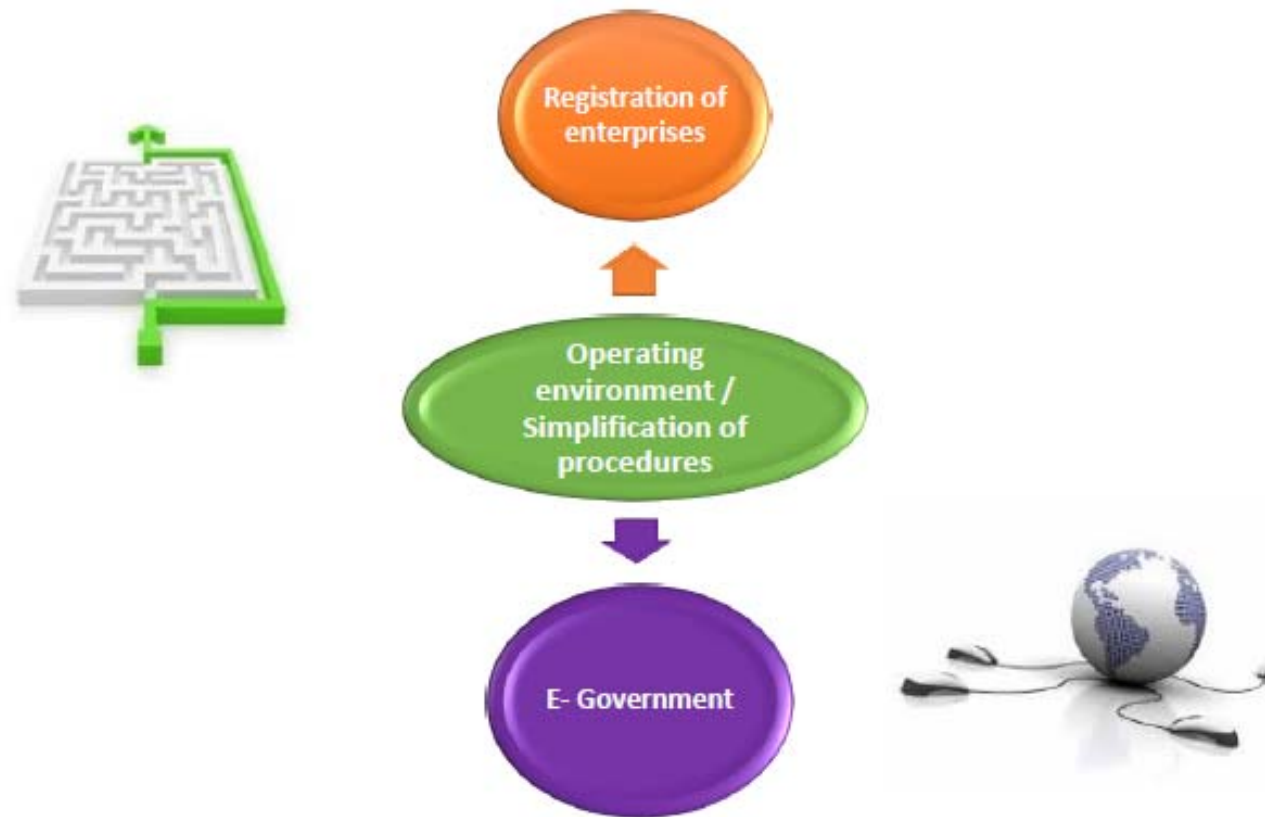 Registration of
enterprises
Operating
environment /
Simplification of
procedures
E- Government